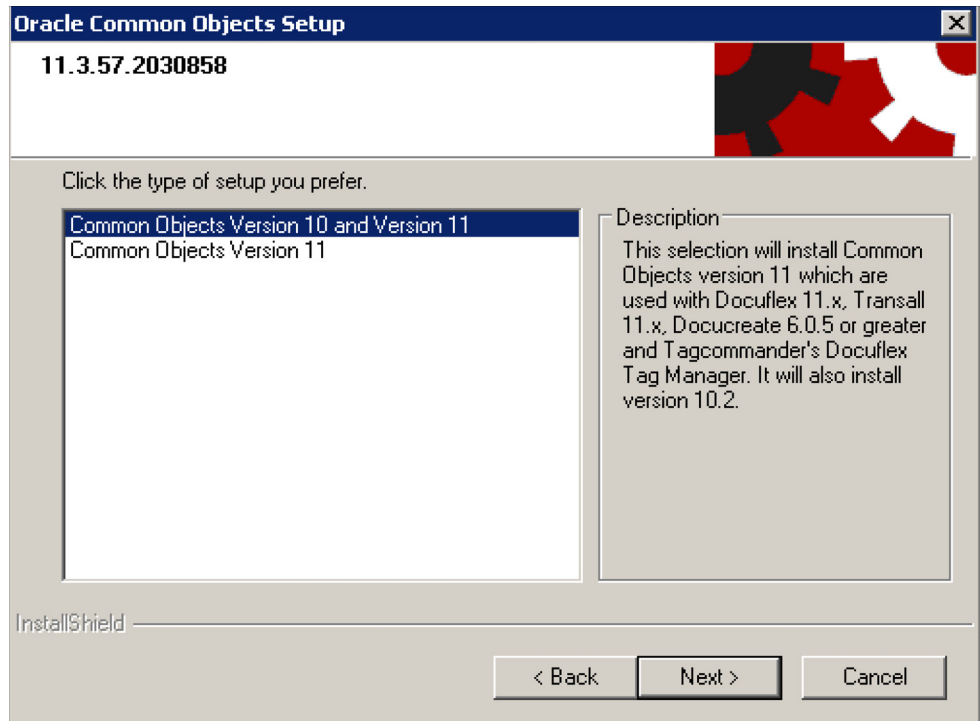 Oracle Common Objects Setup
11.3.57.2030858
Click the type of setup you prefer.
Common Objects Version 10 and Version 11
Common Objects Version 11
Description
This selection will install Common
Objects version 11 which are
used with Docuflex 11.x, Transall
11.x, Docucreate 6.0.5 or greater
and Tagcommander's Docuflex
Tag Manager. It will also install
version 10.2.
InstallShield
< Back
Next >
Cancel